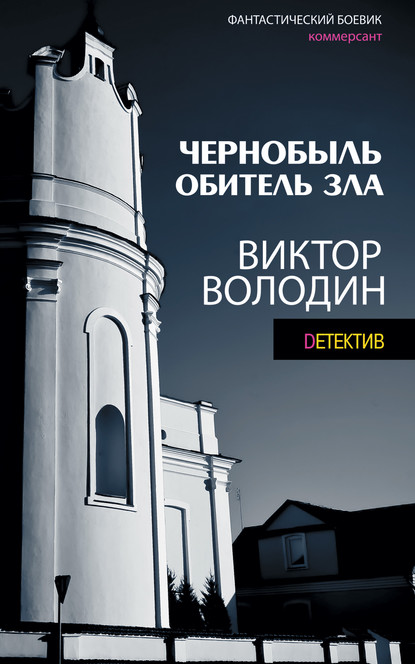 ФАНТАСТИЧЕСКИЙ БОЕВИК
коммерсант
ЧЕРНОБЫЛЬ
ОБИТЕЛЬ ЗЛА
ВИКТОР
ВОЛОДИН
DЕТЕКТИВ